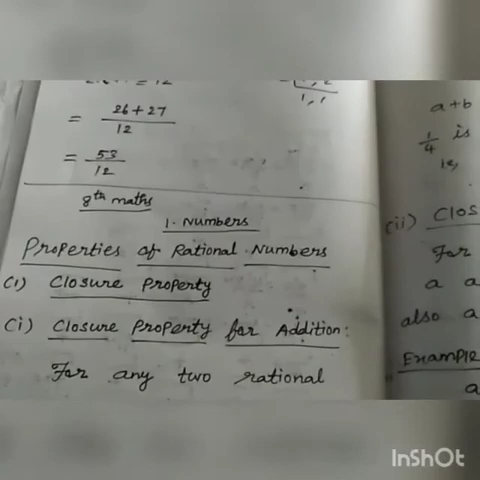 = 26 + 27
12
= 53
12
8th maths
1. Numbers
Properties of Rational Numbers
(1) Closure Property
(i) Closure Property for Addition:
For any two rational
a+b
1/4 is
(ii) Clos
For
a a
also a
Example
a
InShOt